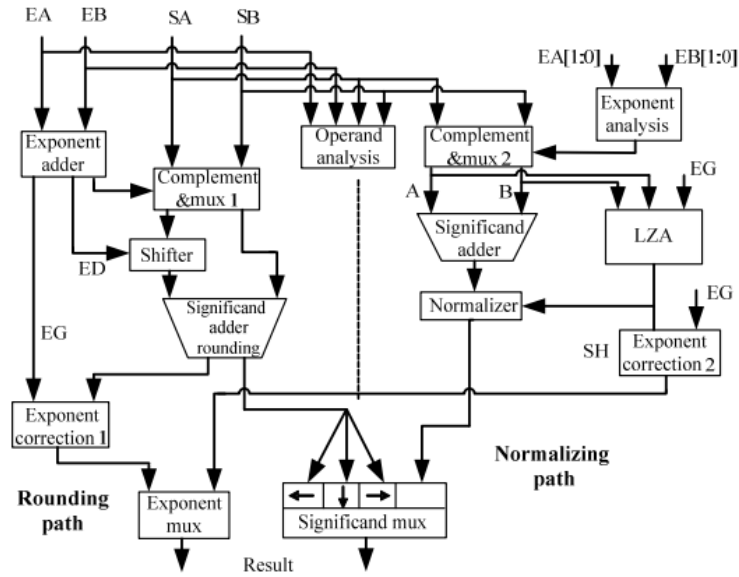 EA EB SA SB
EA[1:0] EB[1:0]
Exponent
adder
Operand
analysis
Complement
&mux 2
Exponent
analysis
Complement
&mux 1
A
B
EG
Significand
adder
LZA
ED
Shifter
Normalizer
EG
Significand
adder
rounding
EG
SH
Exponent
correction 2
Exponent
correction 1
Normalizing
path
Rounding
path
Exponent
mux
Significand mux
Result